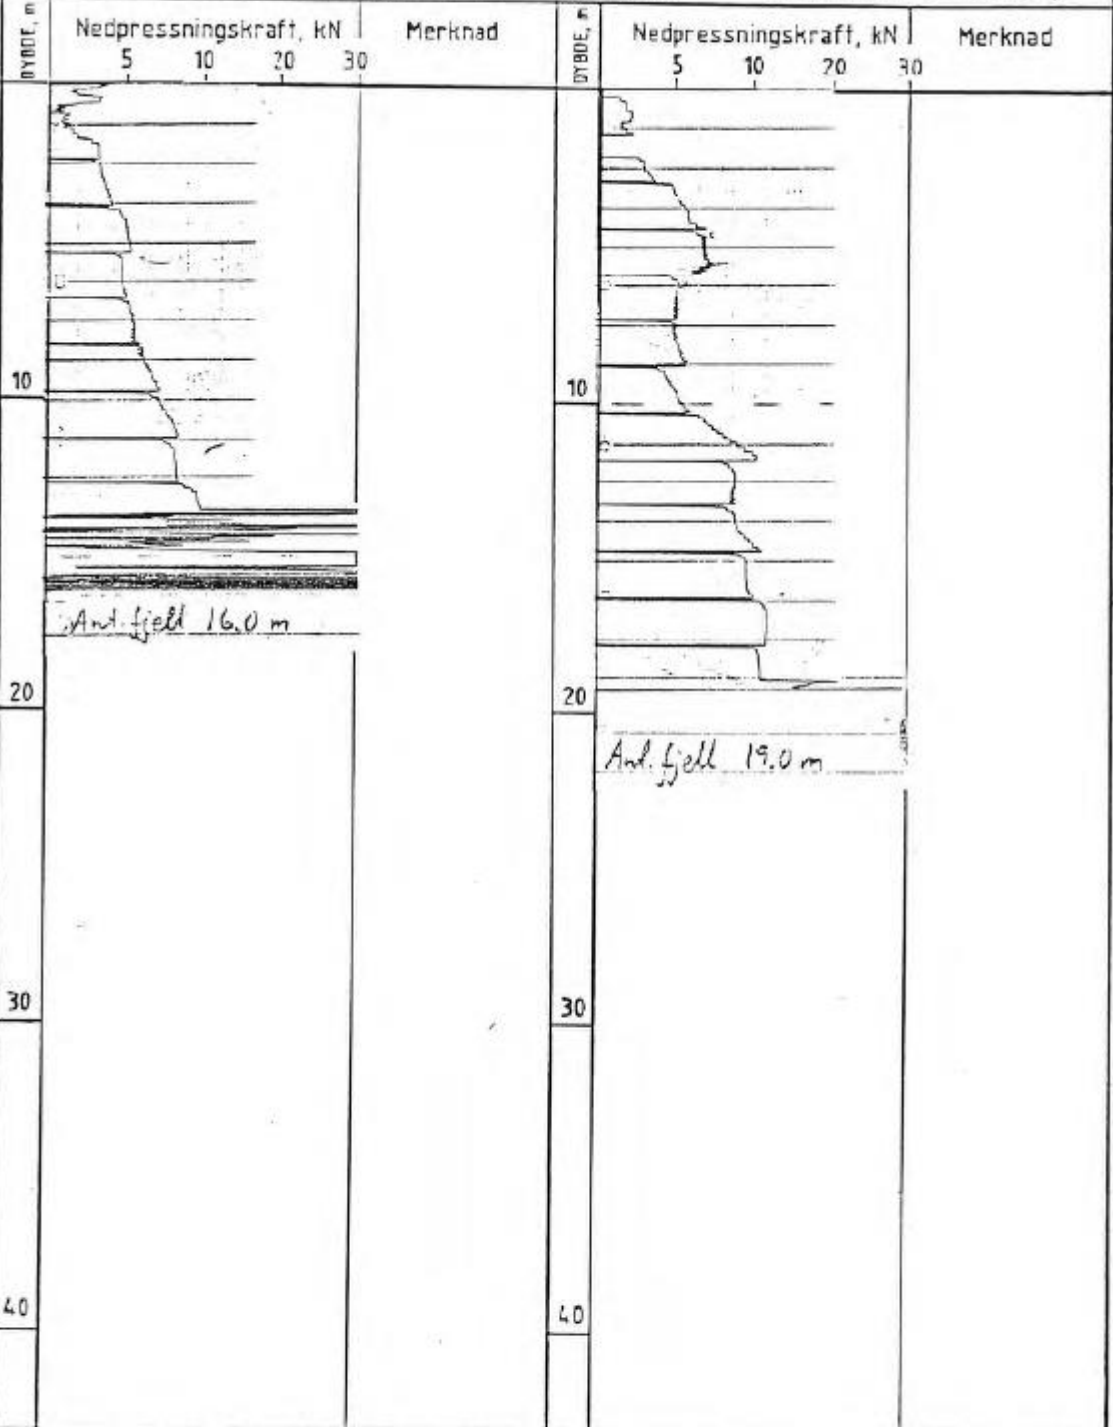 DYBDE, m
Nedpressningskraft, kN
Merknad
5 10 20 30
10
Ant. fjell 16.0 m
20
30
40
DYBDE, m
Nedpressningskraft, kN
Merknad
5 10 20 30
10
20
Ant. fjell 19.0 m
30
40